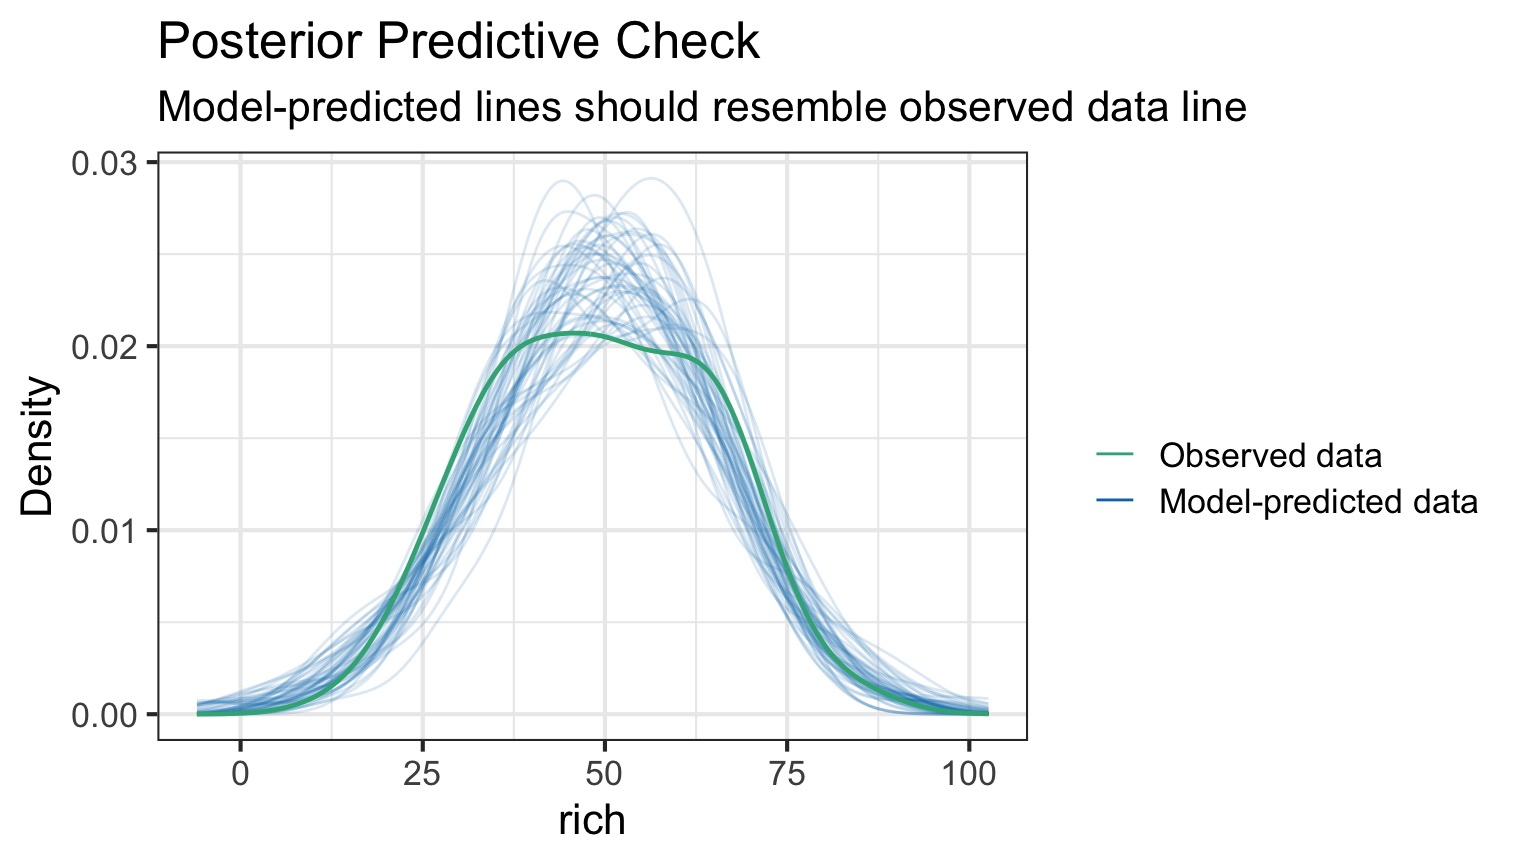 Posterior Predictive Check
Model-predicted lines should resemble observed data line
0.03
0.02
0.01
0.00
Density
0
25
50
75
100
rich
Observed data
Model-predicted data